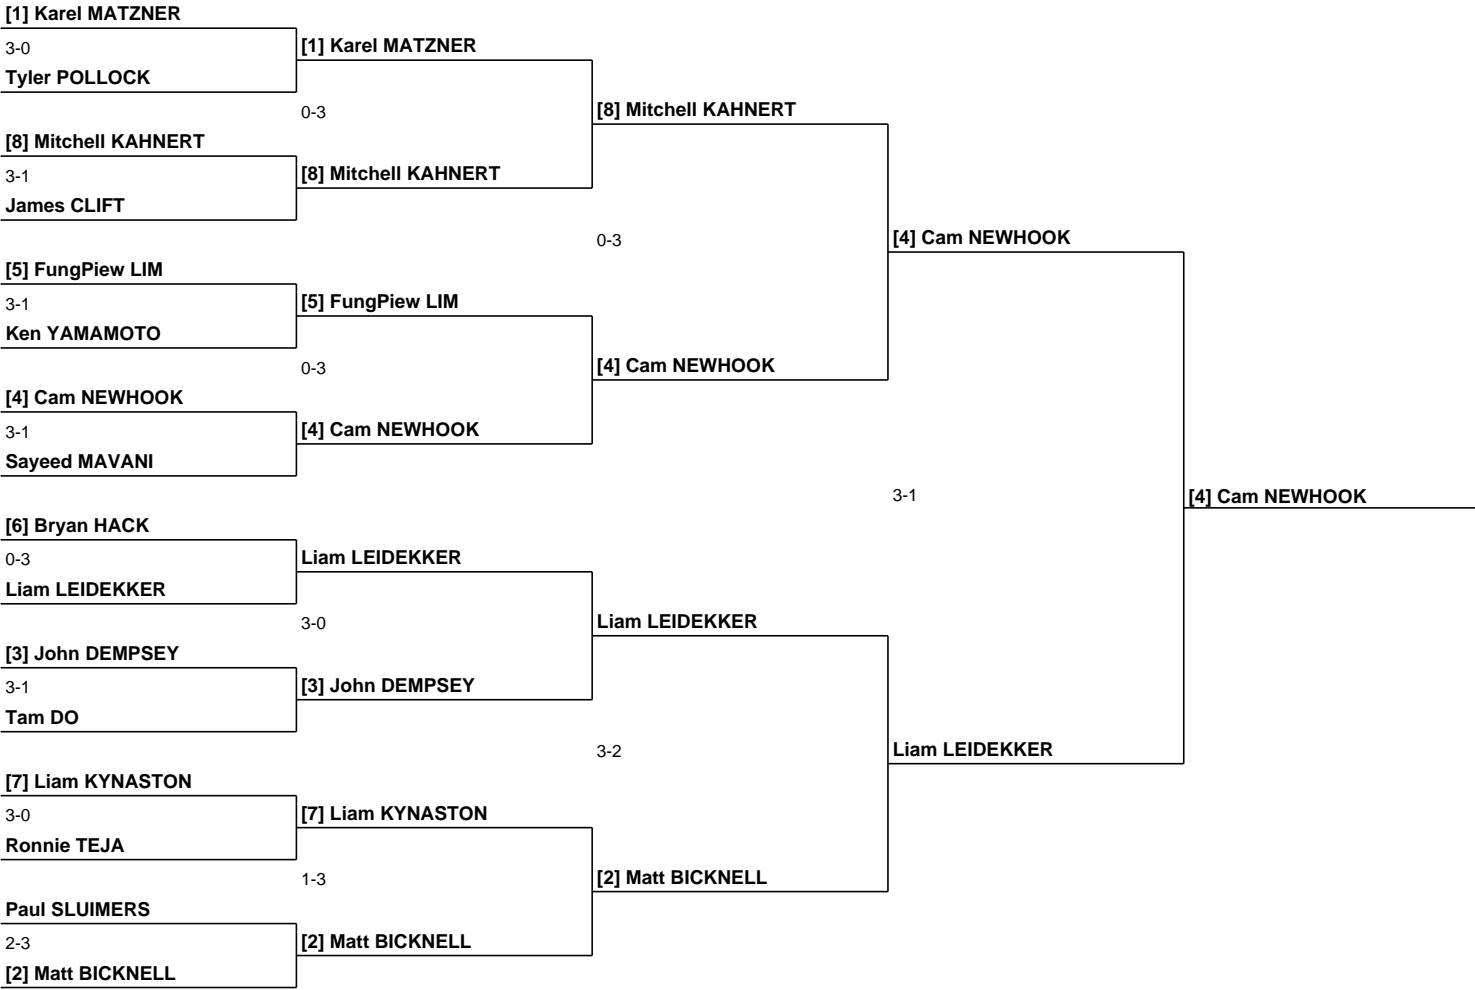 [1] Karel MATZNER
3-0
Tyler POLLOCK
[8] Mitchell KAHNERT
3-1
James CLIFT
[5] FungPiew LIM
3-1
Ken YAMAMOTO
[4] Cam NEWHOOK
3-1
Sayeed MAVANI
[6] Bryan HACK
0-3
Liam LEIDEKKER
[3] John DEMPSEY
3-1
Tam DO
[7] Liam KYNASTON
3-0
Ronnie TEJA
Paul SLUIMERS
2-3
[2] Matt BICKNELL
[1] Karel MATZNER
0-3
[8] Mitchell KAHNERT
[5] FungPiew LIM
0-3
[4] Cam NEWHOOK
Liam LEIDEKKER
3-0
[3] John DEMPSEY
[7] Liam KYNASTON
1-3
[2] Matt BICKNELL
[8] Mitchell KAHNERT
0-3
[4] Cam NEWHOOK
Liam LEIDEKKER
3-2
[2] Matt BICKNELL
[4] Cam NEWHOOK
3-1
Liam LEIDEKKER
[4] Cam NEWHOOK